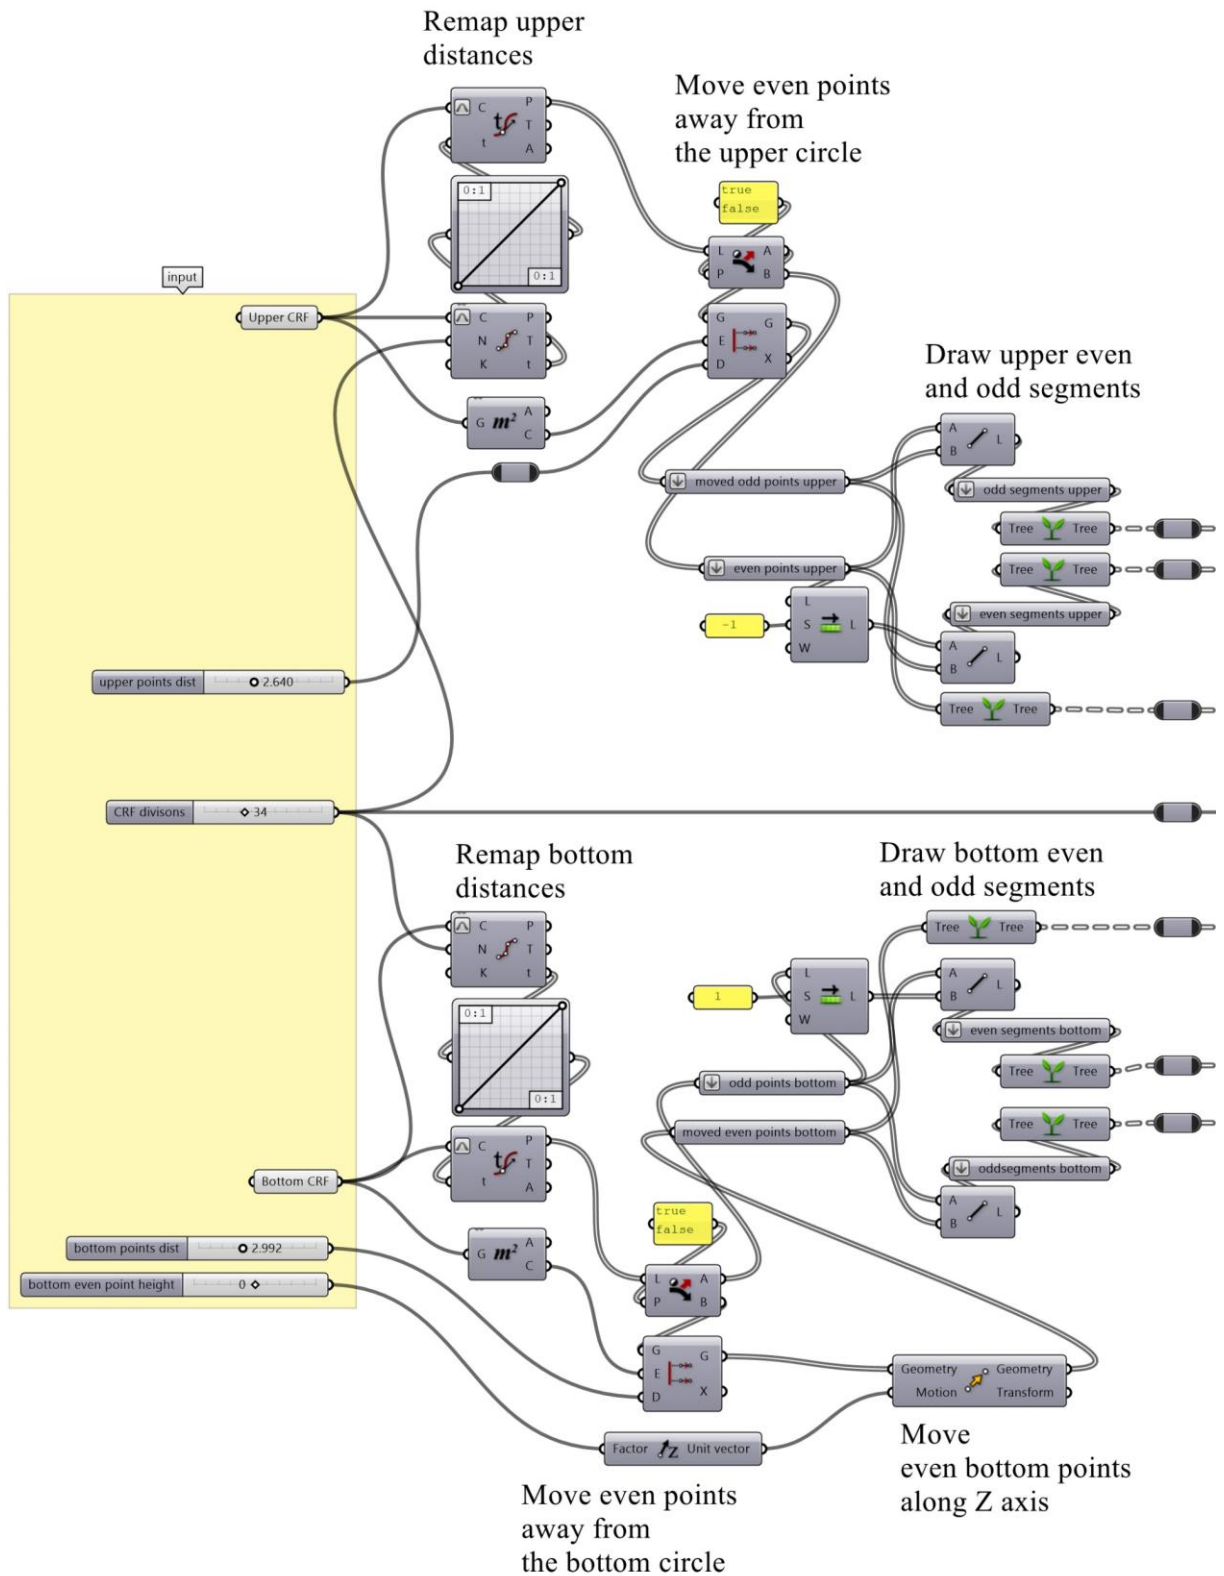 Remap upper
distances
C P
T
t A
0:1
0:1
Move even points
away from
the upper circle
true
false
L A
P B
input
Upper CRF
C P
N T
K t
G G
E
D X
G m² A
C
Draw upper even
and odd segments
A L
B
moved odd points upper
odd segments upper
Tree Tree
even points upper
Tree Tree
L
-1 S L
W
even segments upper
A L
B
upper points dist 2.640
Tree Tree
CRF divisons 34
Remap bottom
distances
Draw bottom even
and odd segments
C P
N T
K t
Tree Tree
L
1 S L
W
A L
B
0:1
0:1
even segments bottom
Tree Tree
odd points bottom
moved even points bottom
Tree Tree
C P
T
t A
oddsegments bottom
Bottom CRF
A L
B
true
false
bottom points dist 2.992
G m² A
C
bottom even point height 0
L A
P B
G G
E
D X
Geometry Geometry
Motion Transform
Factor Z Unit vector
Move
even bottom points
along Z axis
Move even points
away from
the bottom circle